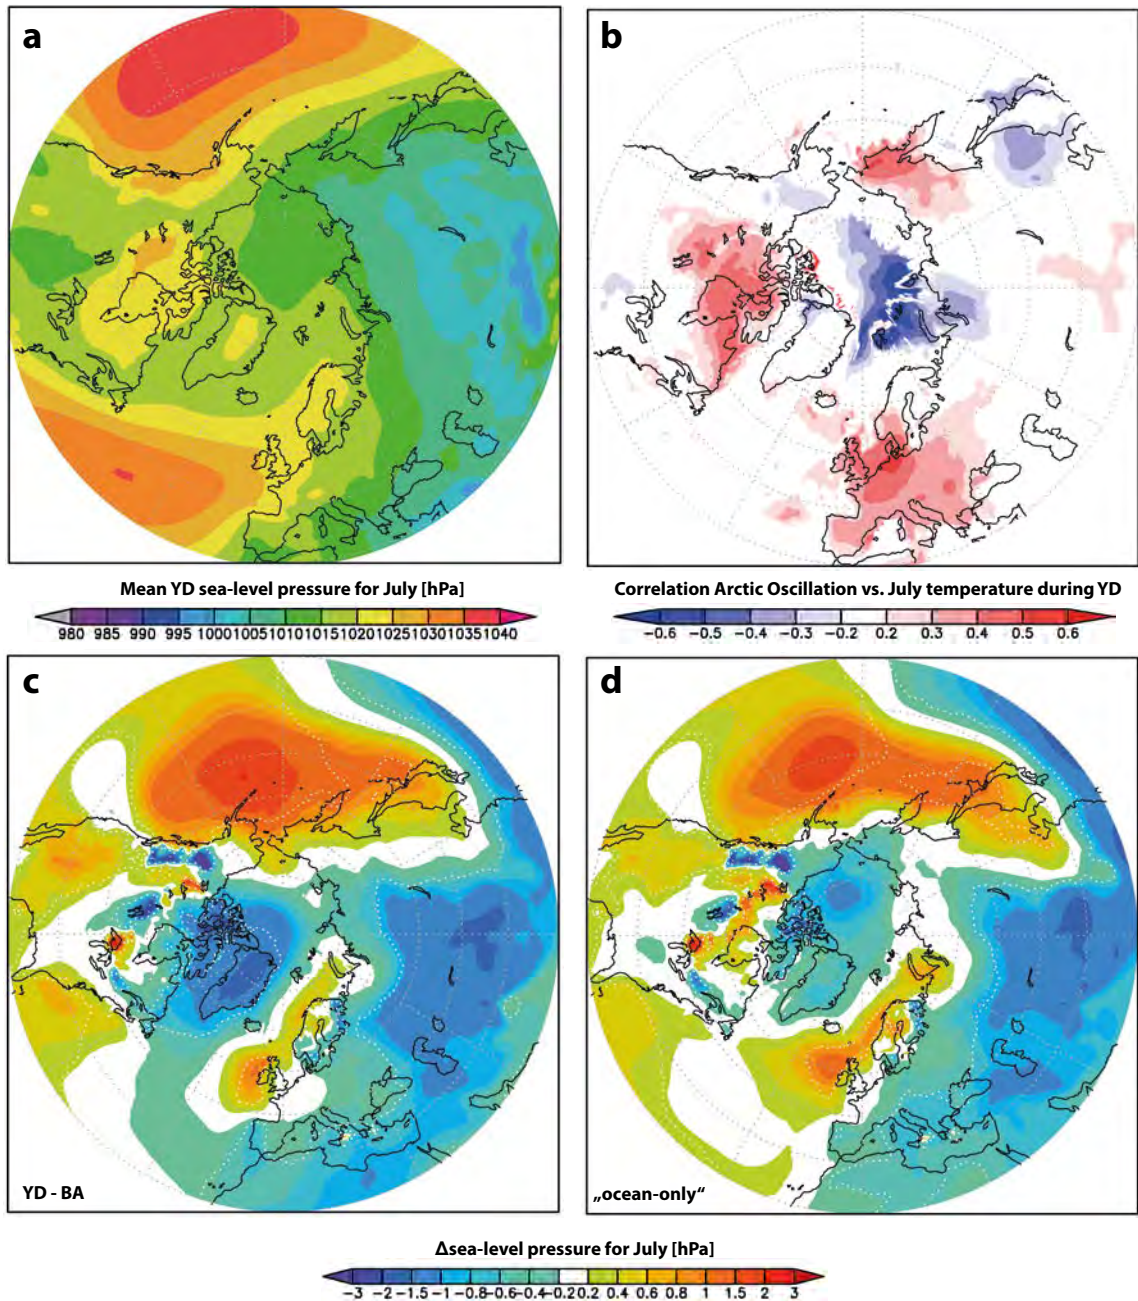 a
b
Mean YD sea-level pressure for July [hPa]
980 985 990 995 1000 1005 1010 1015 1020 1025 1030 1035 1040
Correlation Arctic Oscillation vs. July temperature during YD
-0.6 -0.5 -0.4 -0.3 -0.2 0.2 0.3 0.4 0.5 0.6
c
d
YD - BA
„ocean-only“
Δsea-level pressure for July [hPa]
-3 -2 -1.5 -1 -0.8 -0.6 -0.4 -0.2 0.2 0.4 0.6 0.8 1 1.5 2 3